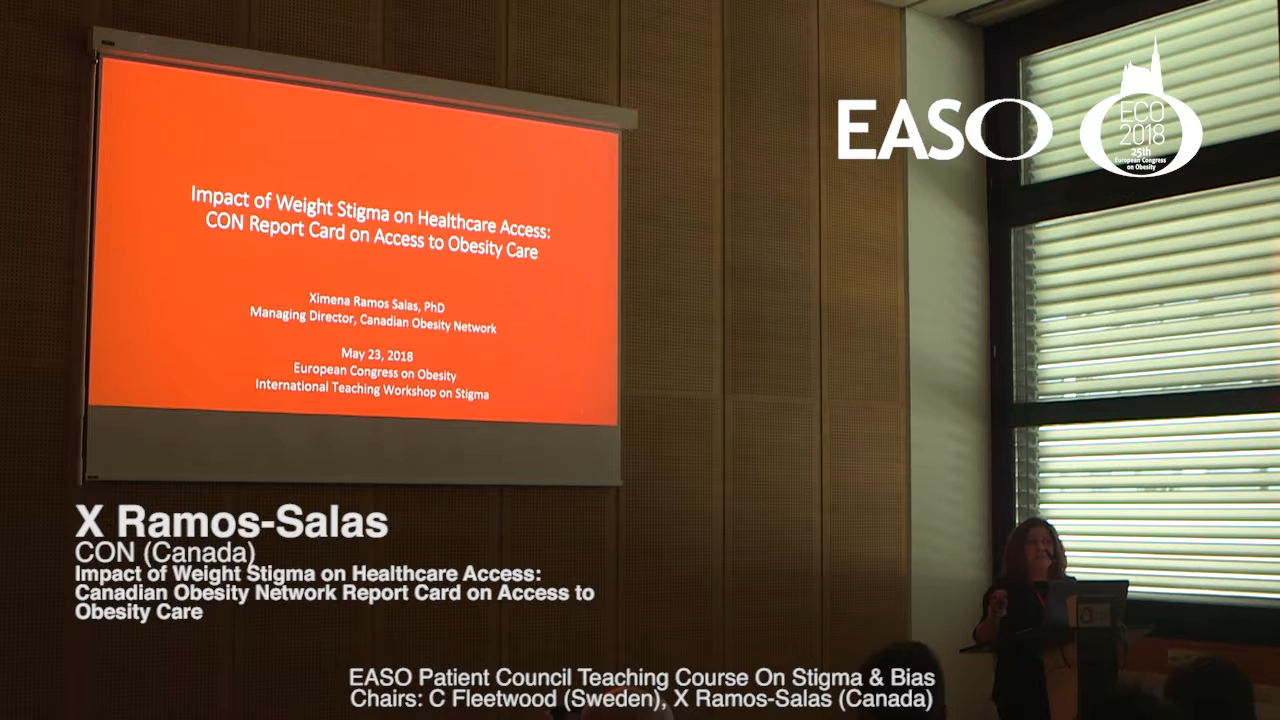 Impact of Weight Stigma on Healthcare Access:
CON Report Card on Access to Obesity Care
Ximena Ramos Salas, PhD
Managing Director, Canadian Obesity Network
May 23, 2018
European Congress on Obesity
International Teaching Workshop on Stigma
EASO
ECO
2018
25th
European Congress
on Obesity
X Ramos-Salas
CON (Canada)
Impact of Weight Stigma on Healthcare Access:
Canadian Obesity Network Report Card on Access to
Obesity Care
EASO Patient Council Teaching Course On Stigma & Bias
Chairs: C Fleetwood (Sweden), X Ramos-Salas (Canada)